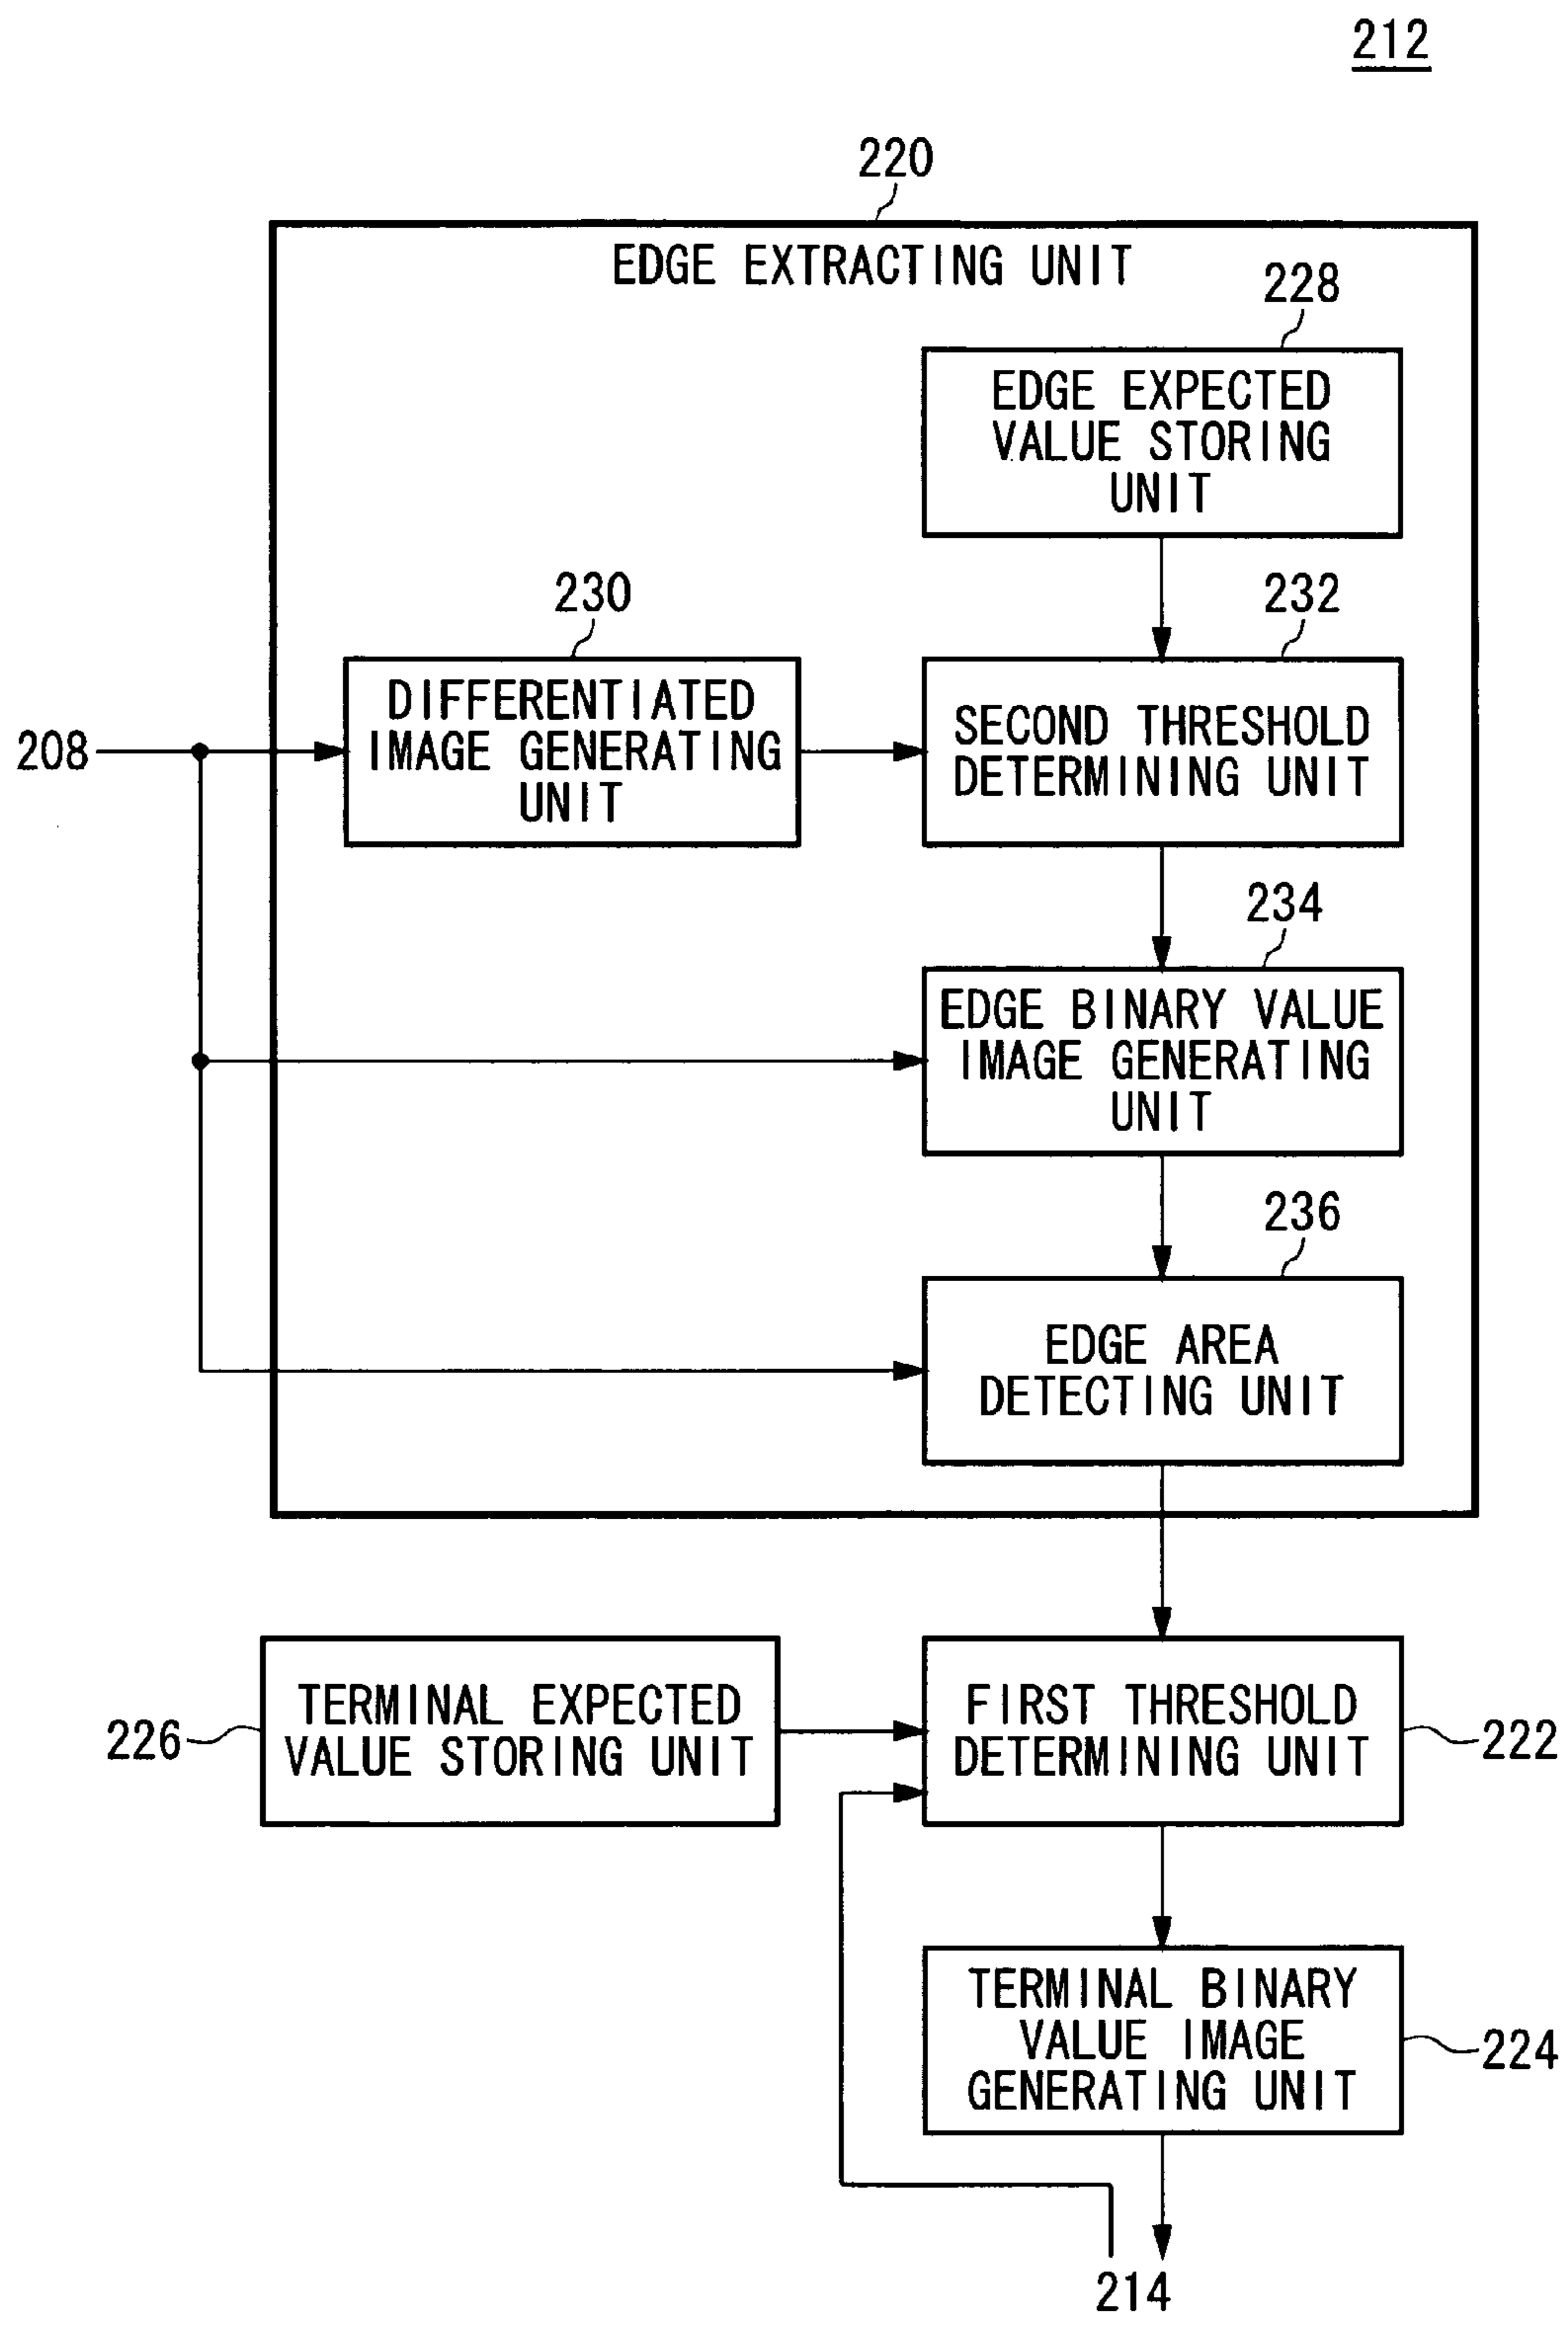 212
220
EDGE EXTRACTING UNIT
228
EDGE EXPECTED
VALUE STORING
UNIT
230
232
DIFFERENTIATED
IMAGE GENERATING
UNIT
SECOND THRESHOLD
DETERMINING UNIT
208
234
EDGE BINARY VALUE
IMAGE GENERATING
UNIT
236
EDGE AREA
DETECTING UNIT
226
TERMINAL EXPECTED
VALUE STORING UNIT
FIRST THRESHOLD
DETERMINING UNIT
222
TERMINAL BINARY
VALUE IMAGE
GENERATING UNIT
224
214